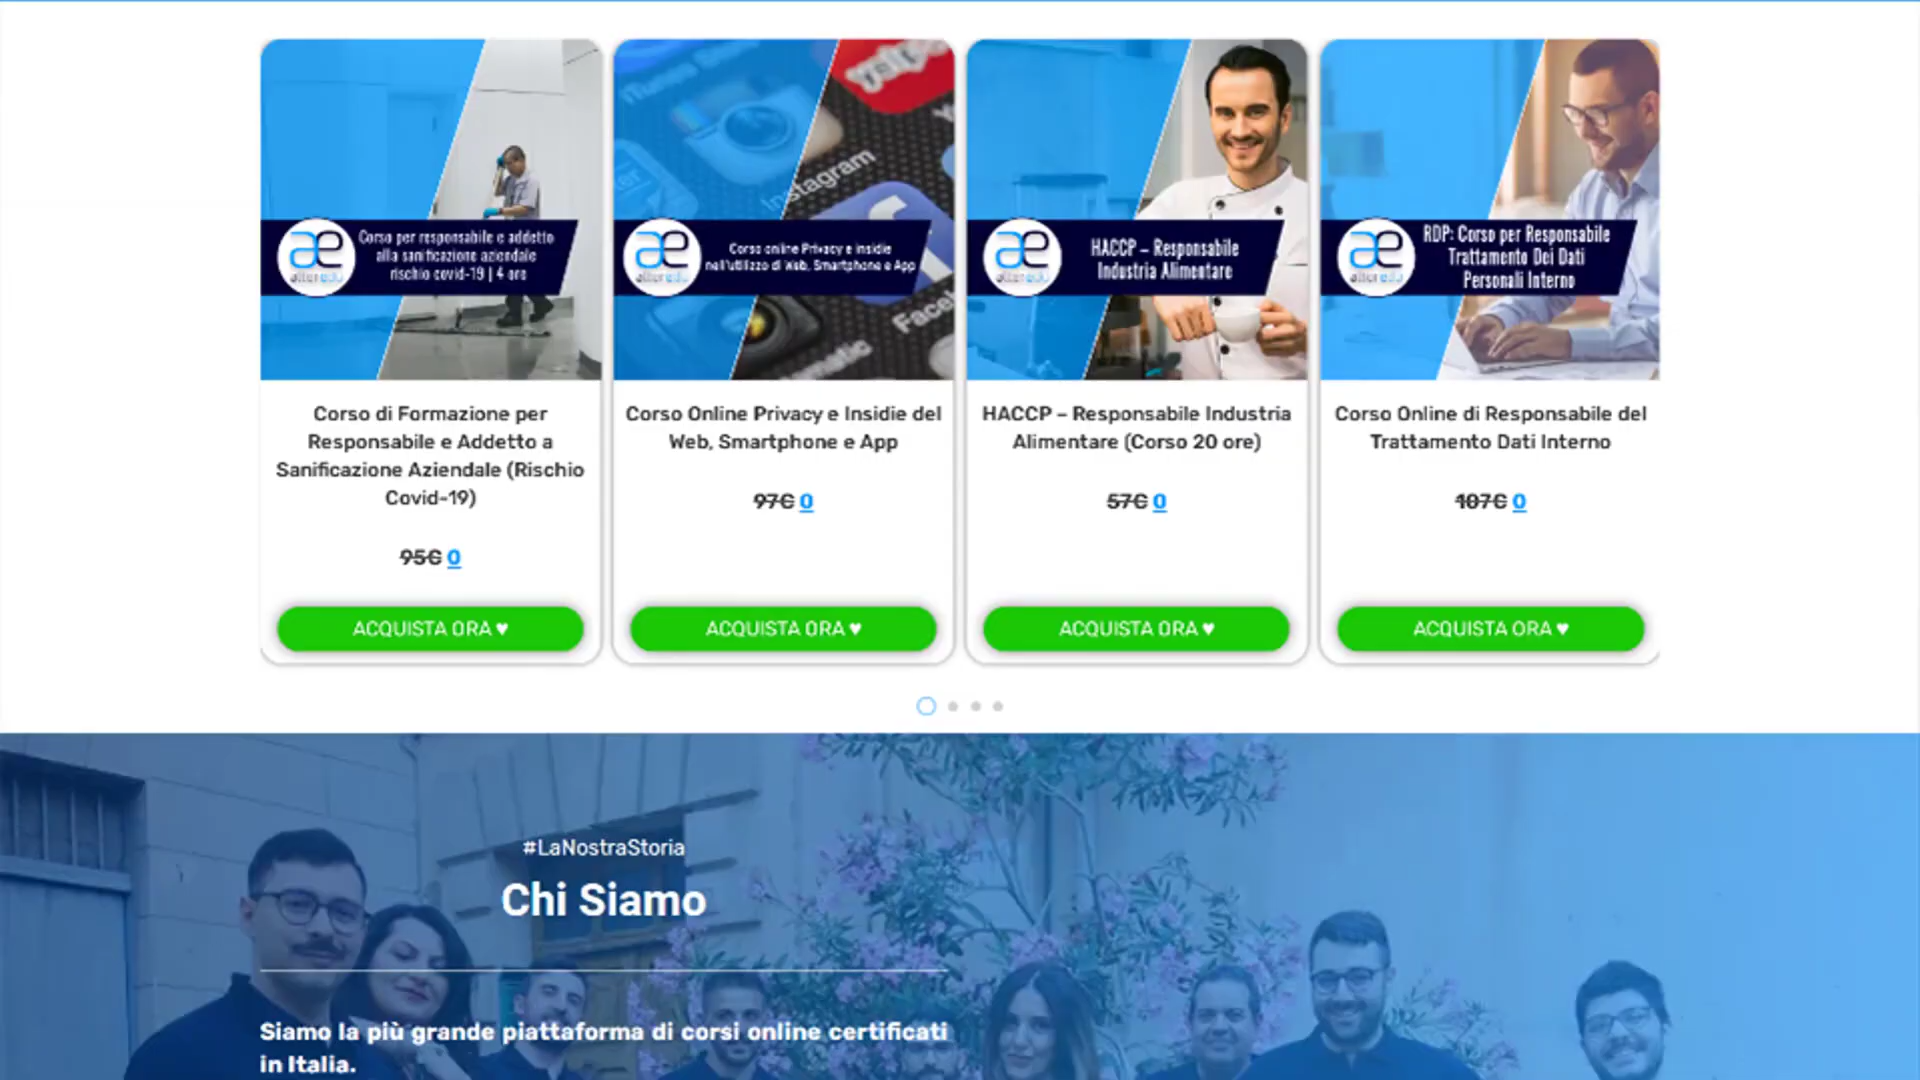 Corso per responsabile e addetto
alla sanificazione aziendale
rischio covid-19 | 4 ore
alteredu
Instagram
Corso online Privacy e insidie
nell'utilizzo di Web, Smartphone e App
alteredu
HACCP – Responsabile
Industria Alimentare
alteredu
RDP: Corso per Responsabile
Trattamento Dei Dati
Personali Interno
alteredu
Corso di Formazione per
Responsabile e Addetto a
Sanificazione Aziendale (Rischio
Covid-19)
95€ 0
ACQUISTA ORA ♥
Corso Online Privacy e Insidie del
Web, Smartphone e App
97€ 0
ACQUISTA ORA ♥
HACCP – Responsabile Industria
Alimentare (Corso 20 ore)
57€ 0
ACQUISTA ORA ♥
Corso Online di Responsabile del
Trattamento Dati Interno
107€ 0
ACQUISTA ORA ♥
#LaNostraStoria
Chi Siamo
Siamo la più grande piattaforma di corsi online certificati
in Italia.